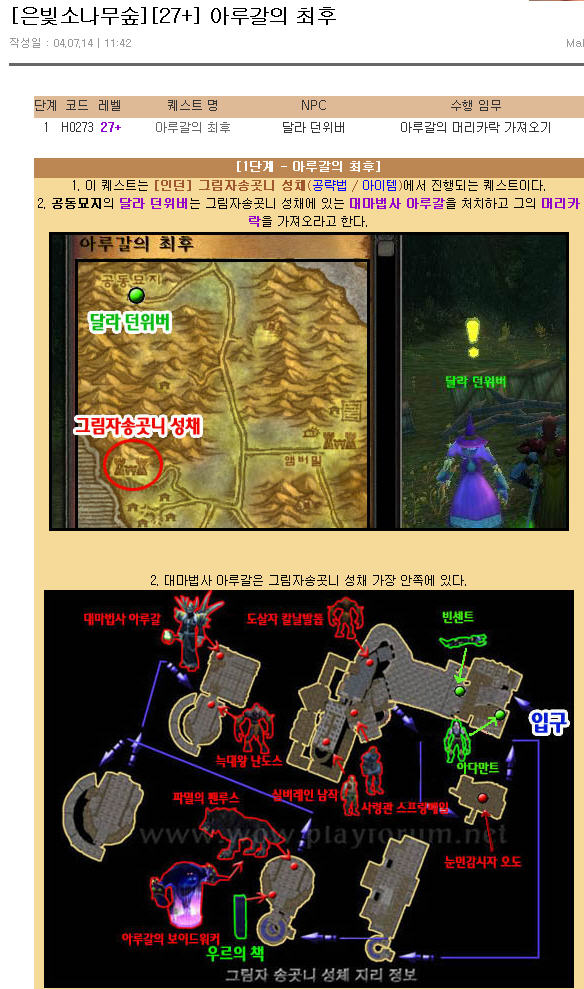 [은빛소나무숲][27+] 아루갈의 최후
작성일 : 04.07.14 | 11:42
Mal
단계 코드 레벨 퀘스트 명 NPC 수행 임무
1 H0273 27+ 아루갈의 최후 달라 던위버 아루갈의 머리카락 가져오기
[1단계 - 아루갈의 최후]
1. 이 퀘스트는 [인던] 그림자송곳니 성채(공략법 / 아이템)에서 진행되는 퀘스트이다.
2. 공동묘지의 달라 던위버는 그림자송곳니 성채에 있는 대마법사 아루갈을 처치하고 그의 머리카
락을 가져오라고 한다.
아루갈의 최후
공동묘지
달라 던위버
달라 던위버
그림자송곳니 성채
앰버밀
2. 대마법사 아루갈은 그림자송곳니 성채 가장 안쪽에 있다.
대마법사 아루갈
도살자 칼날발톱
빈센트
입구
아다만트
늑대왕 난도스
실버레인 남작
사령관 스프링베일
파멸의 펜루스
www.wow.playforum.net
눈먼감시자 오도
아루갈의 보이드워커
우르의 책
그림자 송곳니 성체 지리 정보